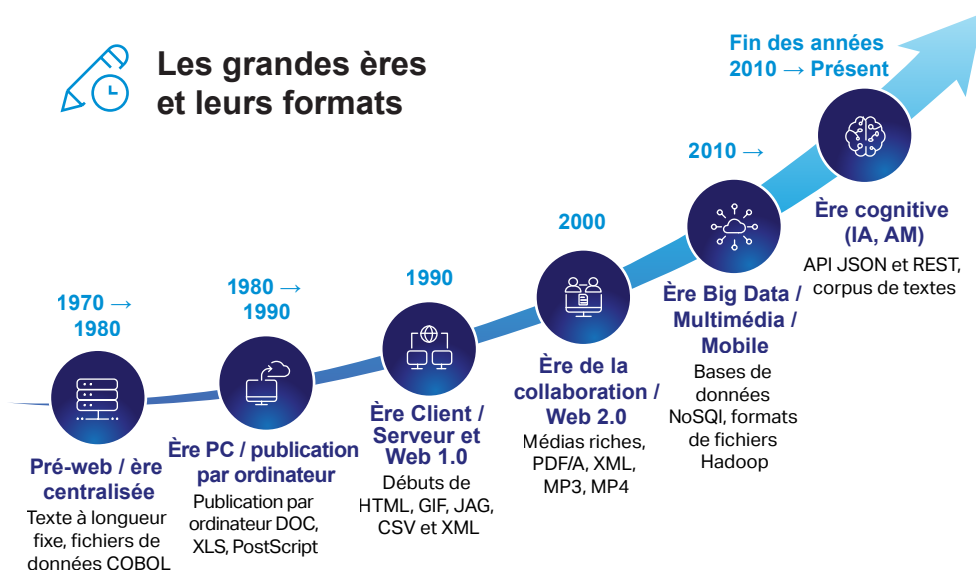 Les grandes ères
et leurs formats
1970 →
1980
Pré-web / ère
centralisée
Texte à longueur
fixe, fichiers de
données COBOL
1980 →
1990
Ère PC / publication
par ordinateur
Publication par
ordinateur DOC,
XLS, PostScript
1990
Ère Client /
Serveur et
Web 1.0
Débuts de
HTML, GIF, JAG,
CSV et XML
2000
Ère de la
collaboration /
Web 2.0
Médias riches,
PDF/A, XML,
MP3, MP4
2010 →
Ère Big Data /
Multimédia /
Mobile
Bases de
données
NoSQl, formats
de fichiers
Hadoop
Fin des années
2010 → Présent
Ère cognitive
(IA, AM)
API JSON et REST,
corpus de textes